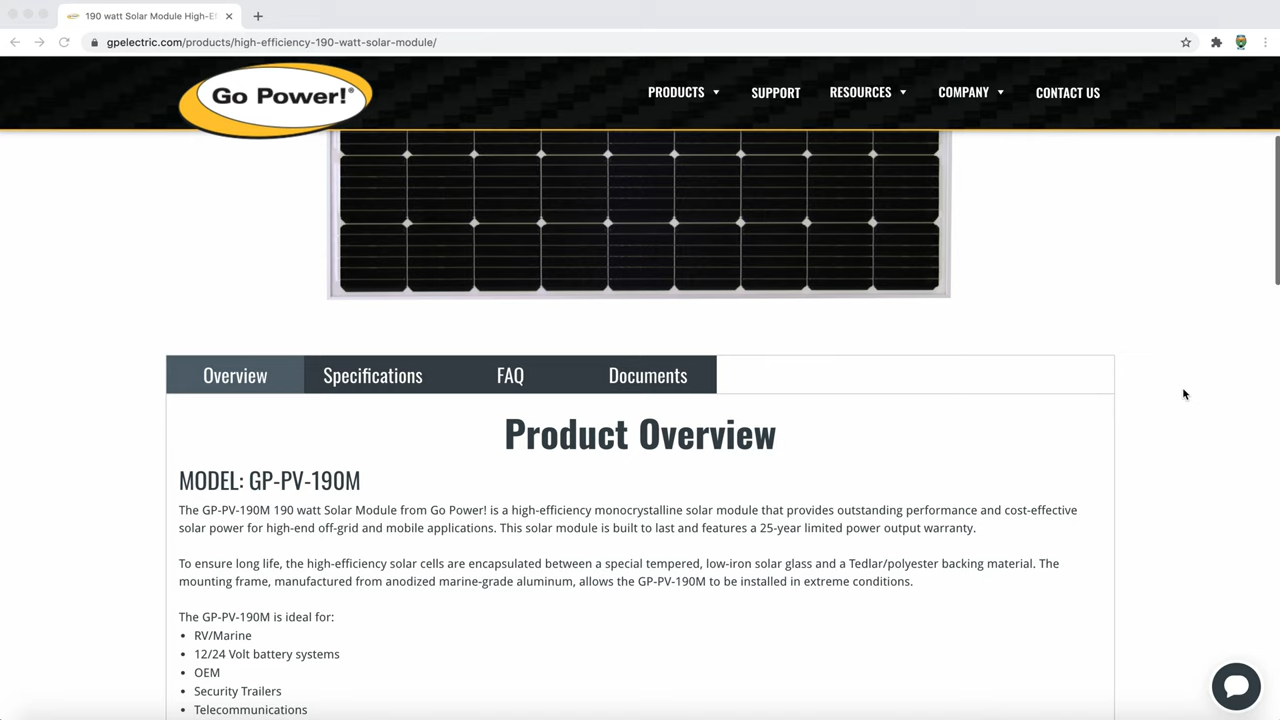 190 watt Solar Module High-Ef
gpelectric.com/products/high-efficiency-190-watt-solar-module/
Go Power!®
PRODUCTS
SUPPORT
RESOURCES
COMPANY
CONTACT US
Overview
Specifications
FAQ
Documents
Product Overview
MODEL: GP-PV-190M
The GP-PV-190M 190 watt Solar Module from Go Power! is a high-efficiency monocrystalline solar module that provides outstanding performance and cost-effective
solar power for high-end off-grid and mobile applications. This solar module is built to last and features a 25-year limited power output warranty.
To ensure long life, the high-efficiency solar cells are encapsulated between a special tempered, low-iron solar glass and a Tedlar/polyester backing material. The
mounting frame, manufactured from anodized marine-grade aluminum, allows the GP-PV-190M to be installed in extreme conditions.
The GP-PV-190M is ideal for:
• RV/Marine
• 12/24 Volt battery systems
• OEM
• Security Trailers
• Telecommunications